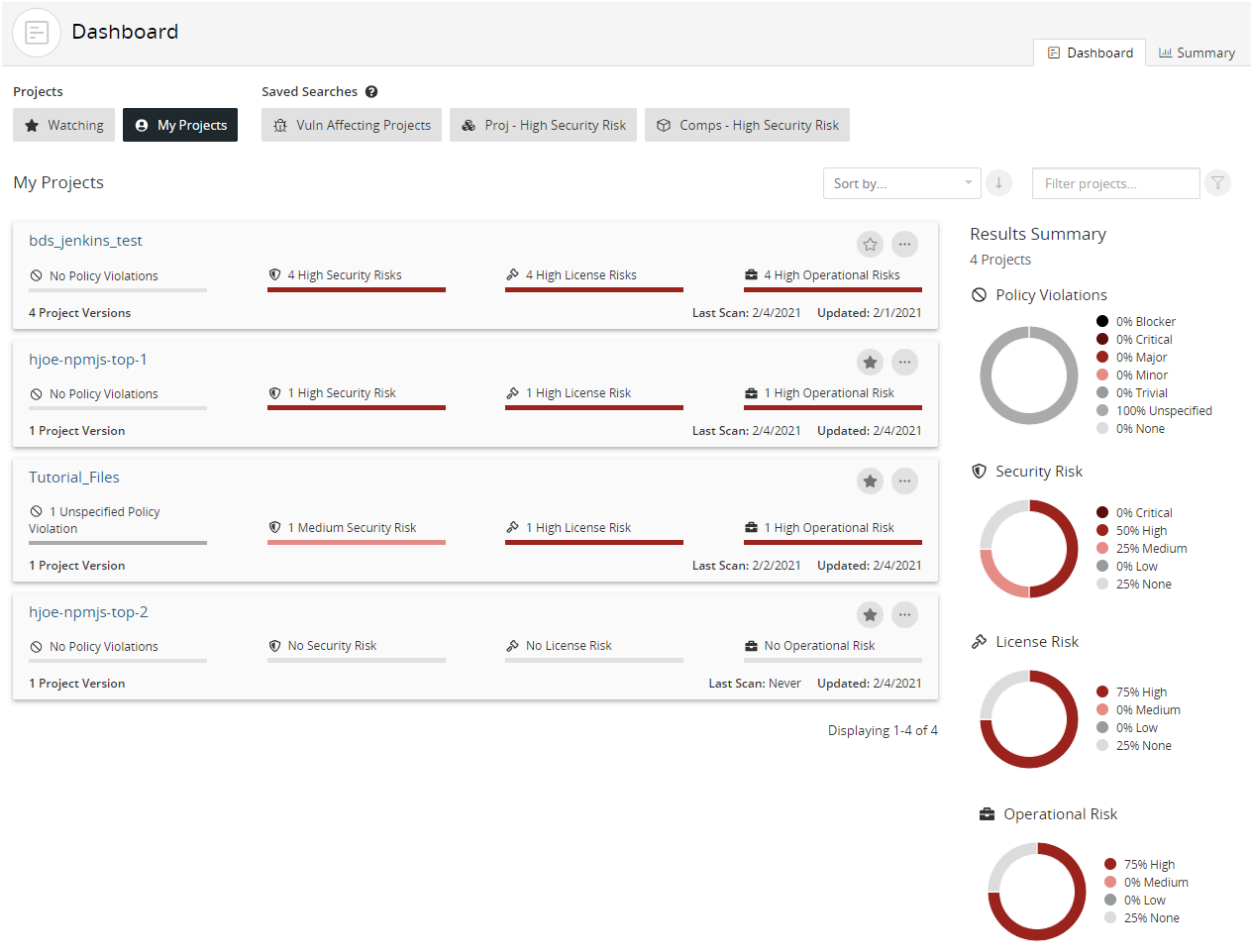 Dashboard
Dashboard
Summary
Projects
Saved Searches
Watching
My Projects
Vuln Affecting Projects
Proj - High Security Risk
Comps - High Security Risk
My Projects
Sort by...
Filter projects...
bds_jenkins_test
No Policy Violations
4 High Security Risks
4 High License Risks
4 High Operational Risks
4 Project Versions
Last Scan: 2/4/2021
Updated: 2/1/2021
hjoe-npmjs-top-1
No Policy Violations
1 High Security Risk
1 High License Risk
1 High Operational Risk
1 Project Version
Last Scan: 2/4/2021
Updated: 2/4/2021
Tutorial_Files
1 Unspecified Policy
Violation
1 Medium Security Risk
1 High License Risk
1 High Operational Risk
1 Project Version
Last Scan: 2/2/2021
Updated: 2/4/2021
hjoe-npmjs-top-2
No Policy Violations
No Security Risk
No License Risk
No Operational Risk
1 Project Version
Last Scan: Never
Updated: 2/4/2021
Displaying 1-4 of 4
Results Summary
4 Projects
Policy Violations
0% Blocker
0% Critical
0% Major
0% Minor
0% Trivial
100% Unspecified
0% None
Security Risk
0% Critical
50% High
25% Medium
0% Low
25% None
License Risk
75% High
0% Medium
0% Low
25% None
Operational Risk
75% High
0% Medium
0% Low
25% None